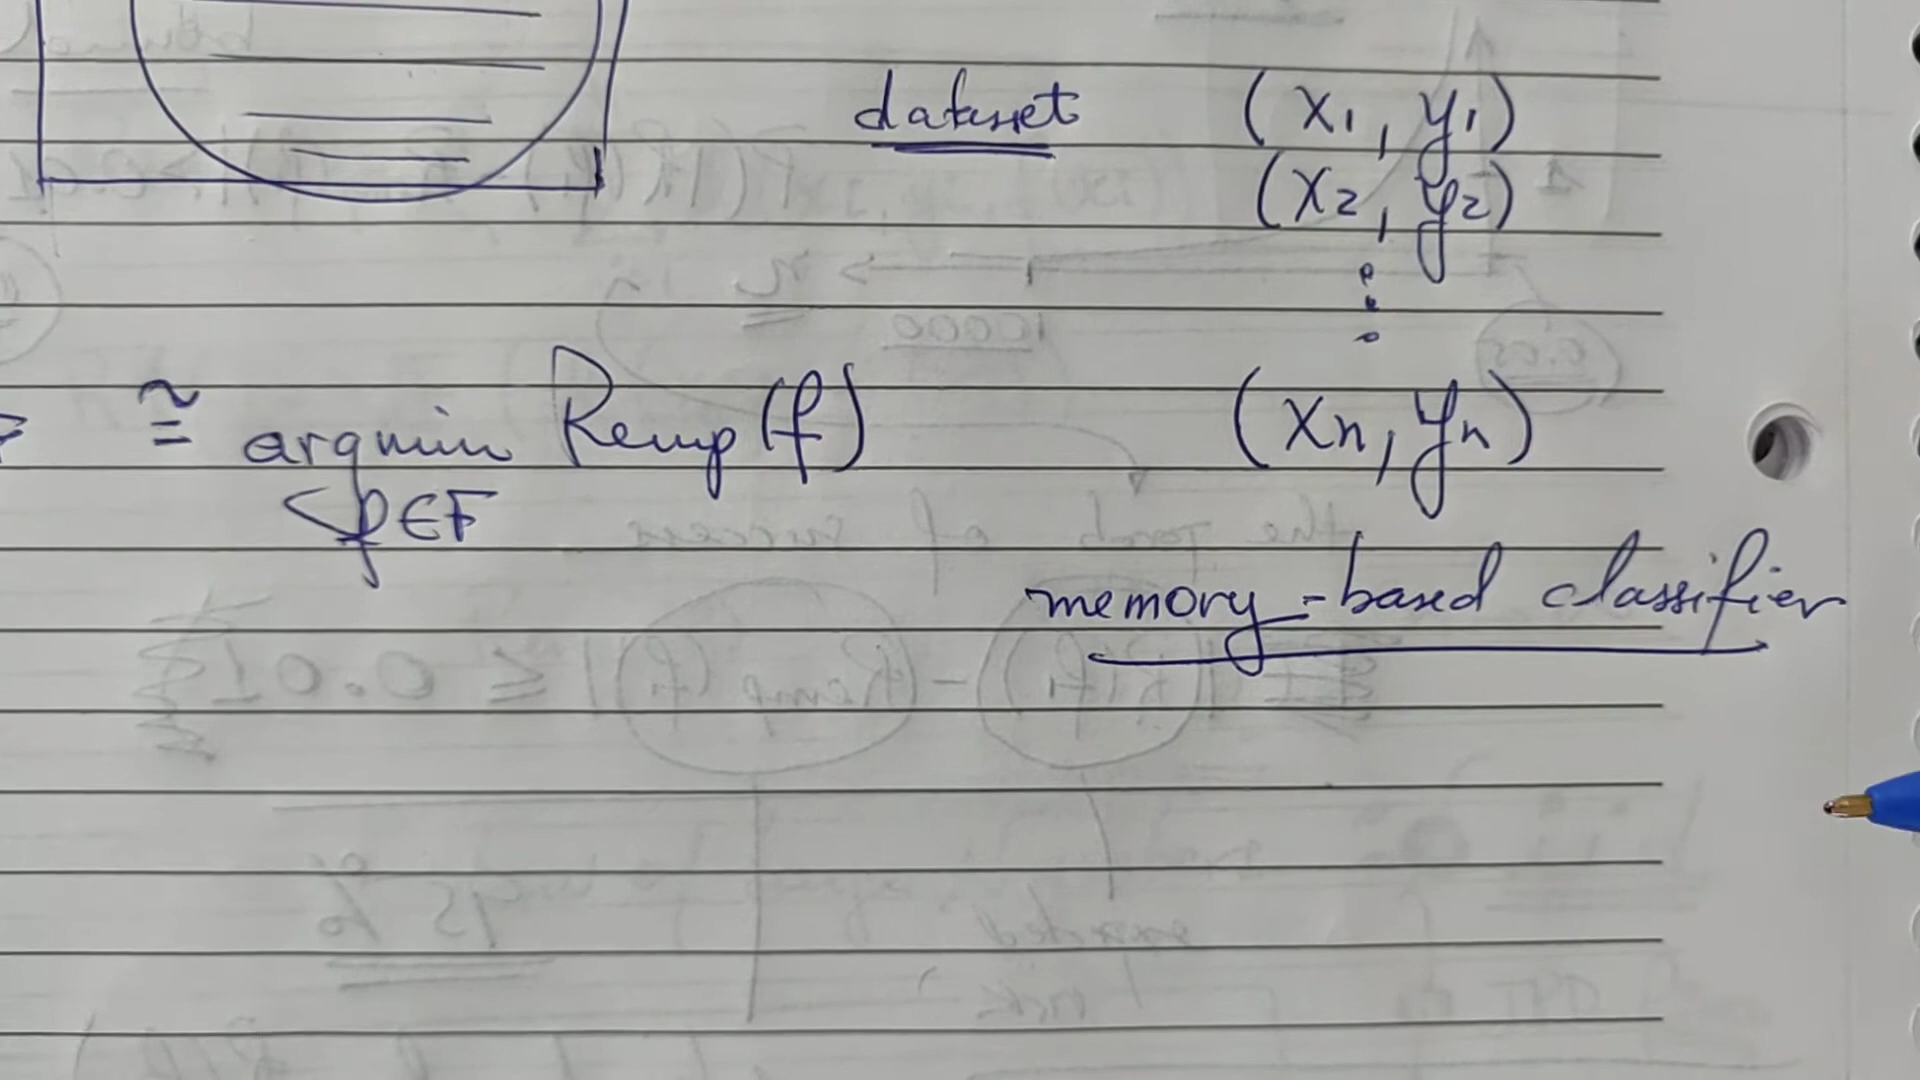 dataset (x1, y1)
(x2, y2)
≅ argmin Remp (f) (xn, yn)
f∈F
memory-based classifier